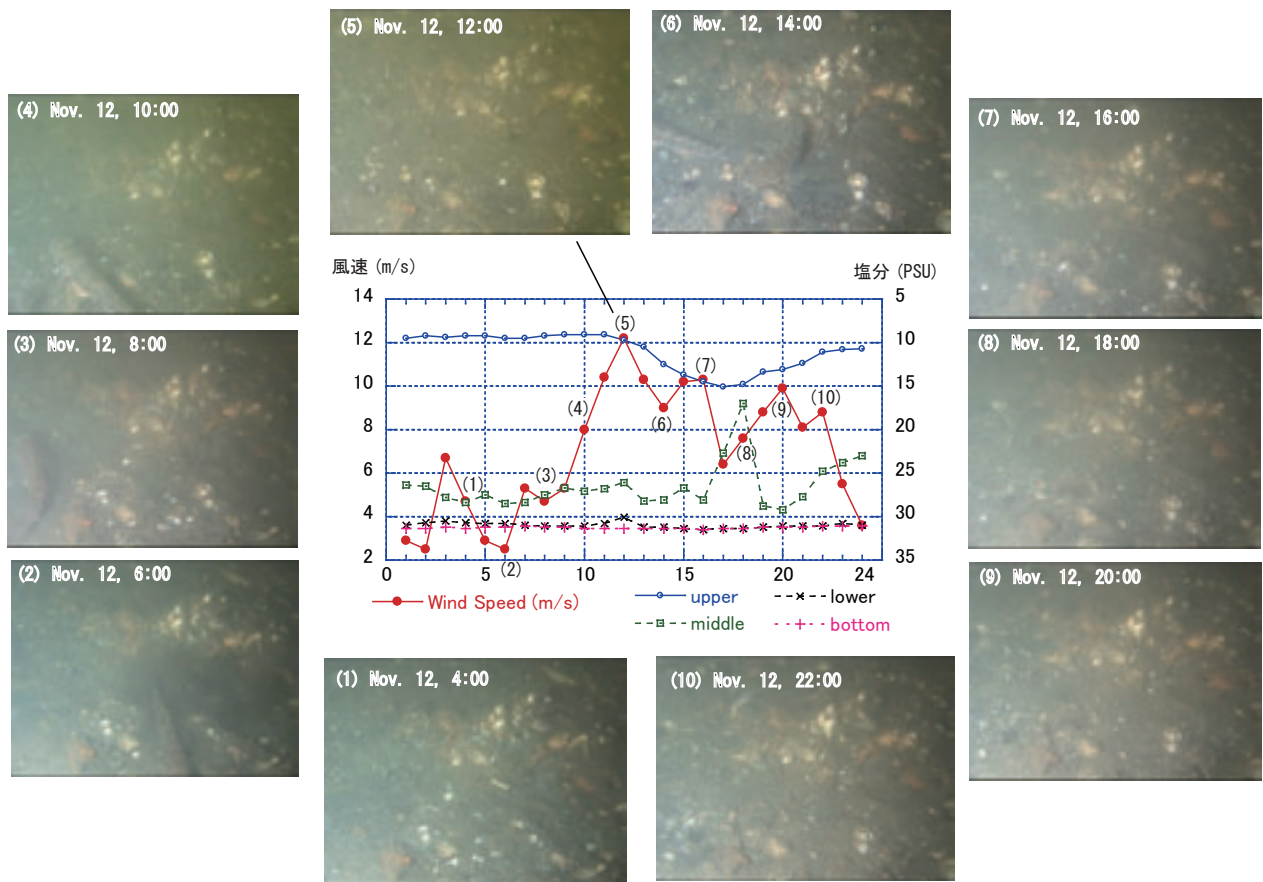 (5) Nov. 12, 12:00
(6) Nov. 12, 14:00
(4) Nov. 12, 10:00
(7) Nov. 12, 16:00
(3) Nov. 12, 8:00
(8) Nov. 12, 18:00
(2) Nov. 12, 6:00
(9) Nov. 12, 20:00
(1) Nov. 12, 4:00
(10) Nov. 12, 22:00
風速 (m/s)
塩分 (PSU)
14
12
10
8
6
4
2
5
10
15
20
25
30
35
0
5
10
15
20
24
(1)
(2)
(3)
(4)
(5)
(6)
(7)
(8)
(9)
(10)
Wind Speed (m/s)
upper
lower
middle
bottom